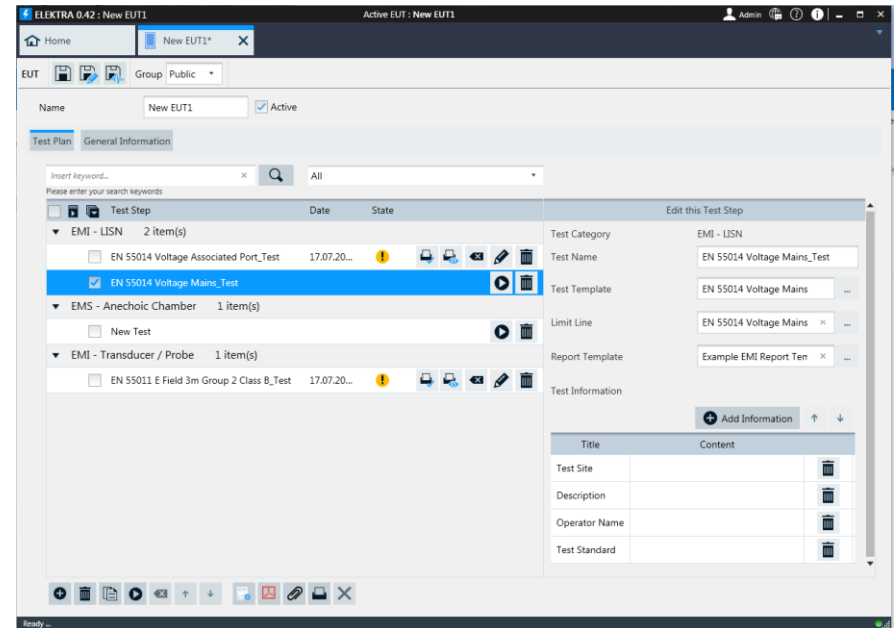 ELEKTRA 0.42 : New EUT1 Active EUT : New EUT1 Admin
Home New EUT1*
EUT Group Public
Name New EUT1 Active
Test Plan General Information
Insert keyword... All
Please enter your search keywords
Test Step Date State Edit this Test Step
EMI - LISN 2 item(s) Test Category EMI - LISN
EN 55014 Voltage Associated Port_Test 17.07.20... Test Name EN 55014 Voltage Mains_Test
EN 55014 Voltage Mains_Test Test Template EN 55014 Voltage Mains ...
EMS - Anechoic Chamber 1 item(s)
New Test Limit Line EN 55014 Voltage Mains ...
EMI - Transducer / Probe 1 item(s) Report Template Example EMI Report Tem ...
EN 55011 E Field 3m Group 2 Class B_Test 17.07.20... Test Information
Add Information
Title Content
Test Site
Description
Operator Name
Test Standard
Ready ...